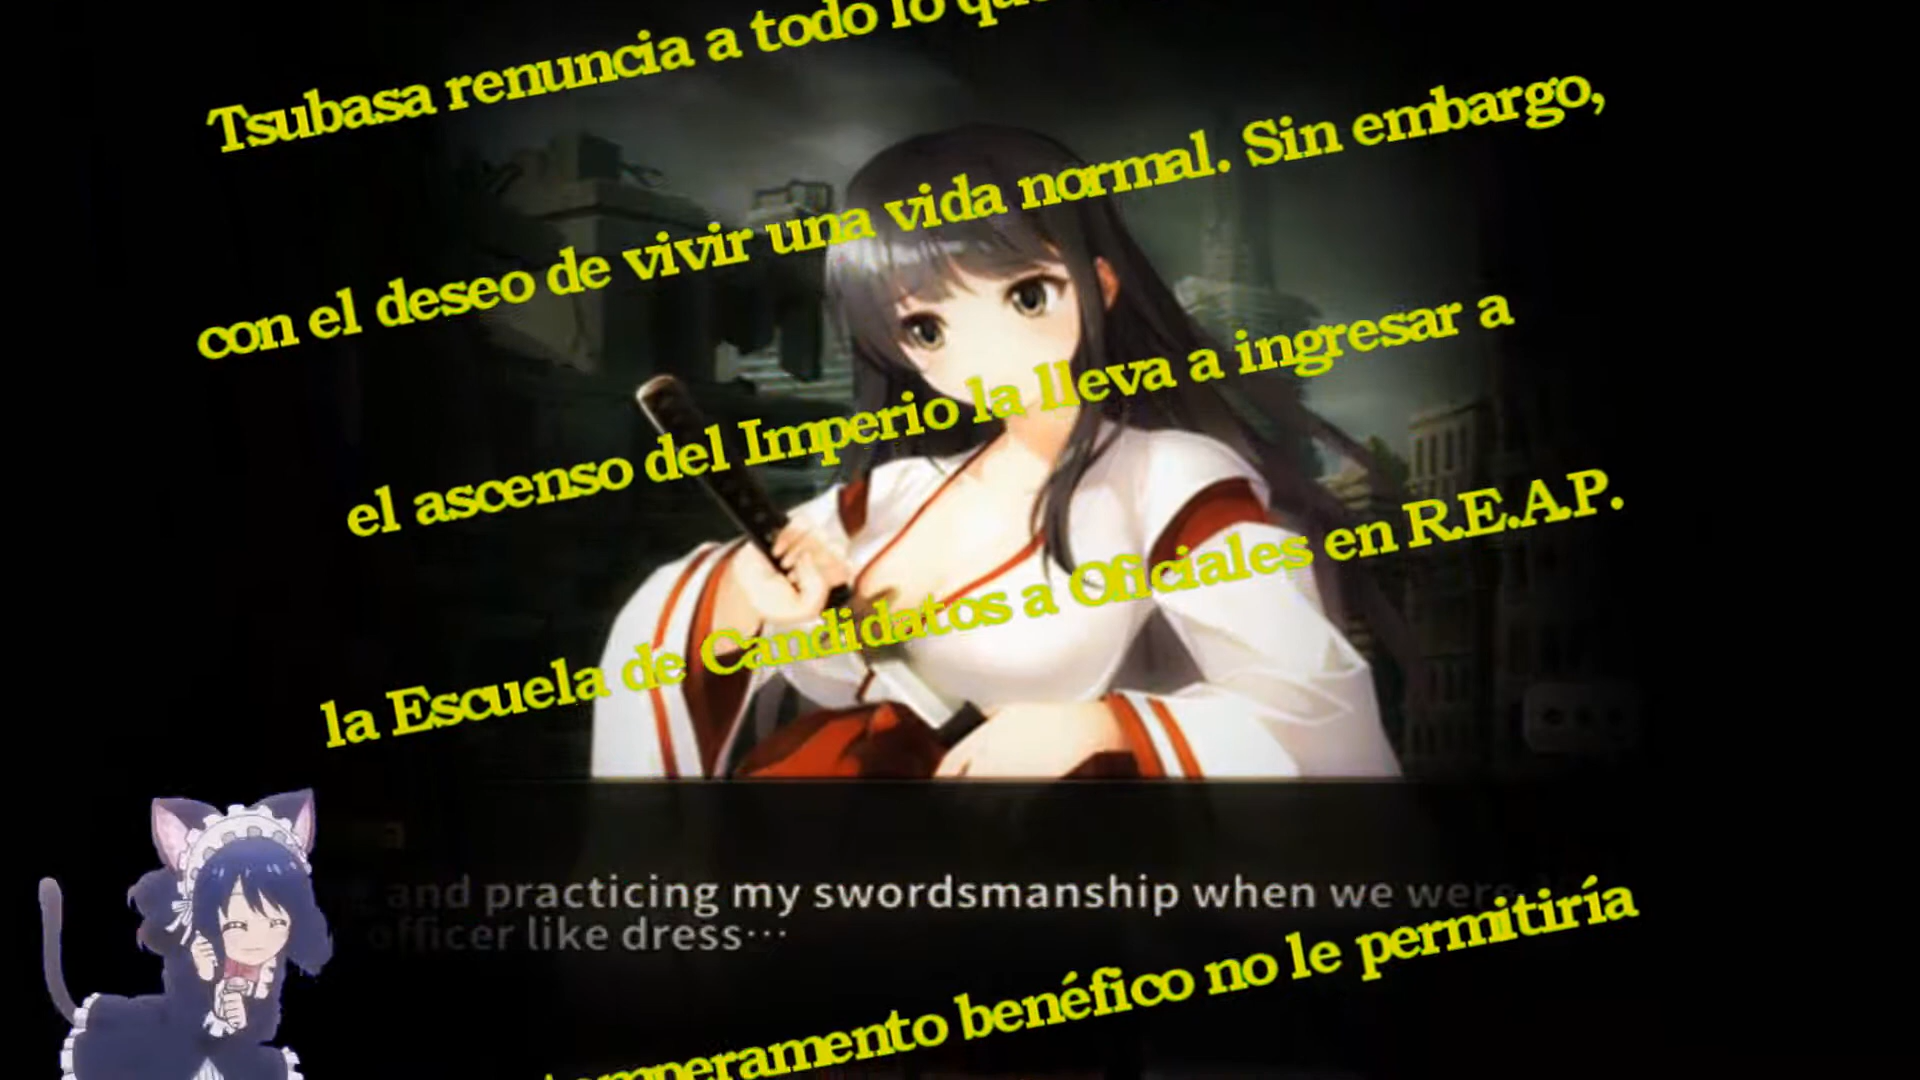 Tsubasa renuncia a todo lo
con el deseo de vivir una vida normal. Sin embargo,
el ascenso del Imperio la lleva a ingresar a
la Escuela de Candidatos a Oficiales en R.E.A.P.
and practicing my swordsmanship when we were
officer like dress…
temperamento benéfico no le permitiría